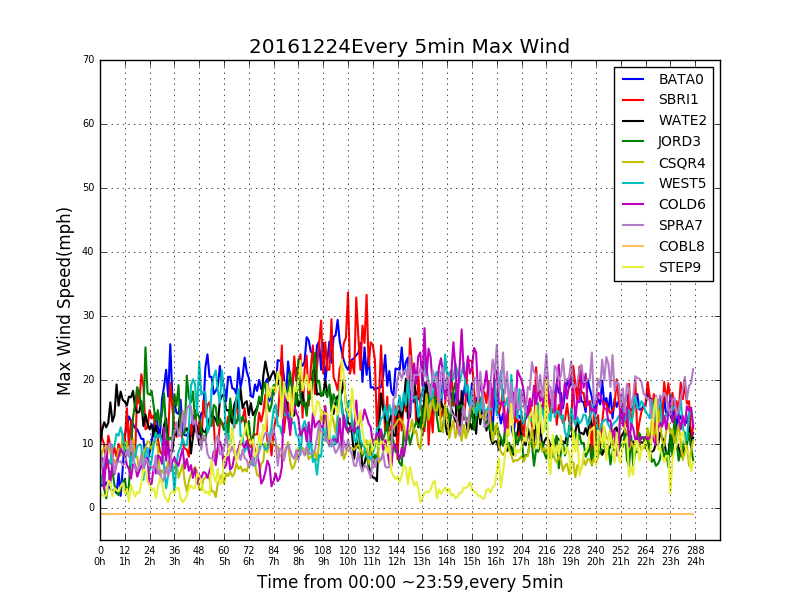 20161224Every 5min Max Wind
70
60
50
40
30
20
10
0
Max Wind Speed(mph)
BATA0
SBRI1
WATE2
JORD3
CSQR4
WEST5
COLD6
SPRA7
COBL8
STEP9
0 12 24 36 48 60 72 84 96 108 120 132 144 156 168 180 192 204 216 228 240 252 264 276 288
0h 1h 2h 3h 4h 5h 6h 7h 8h 9h 10h 11h 12h 13h 14h 15h 16h 17h 18h 19h 20h 21h 22h 23h 24h
Time from 00:00 ~23:59,every 5min